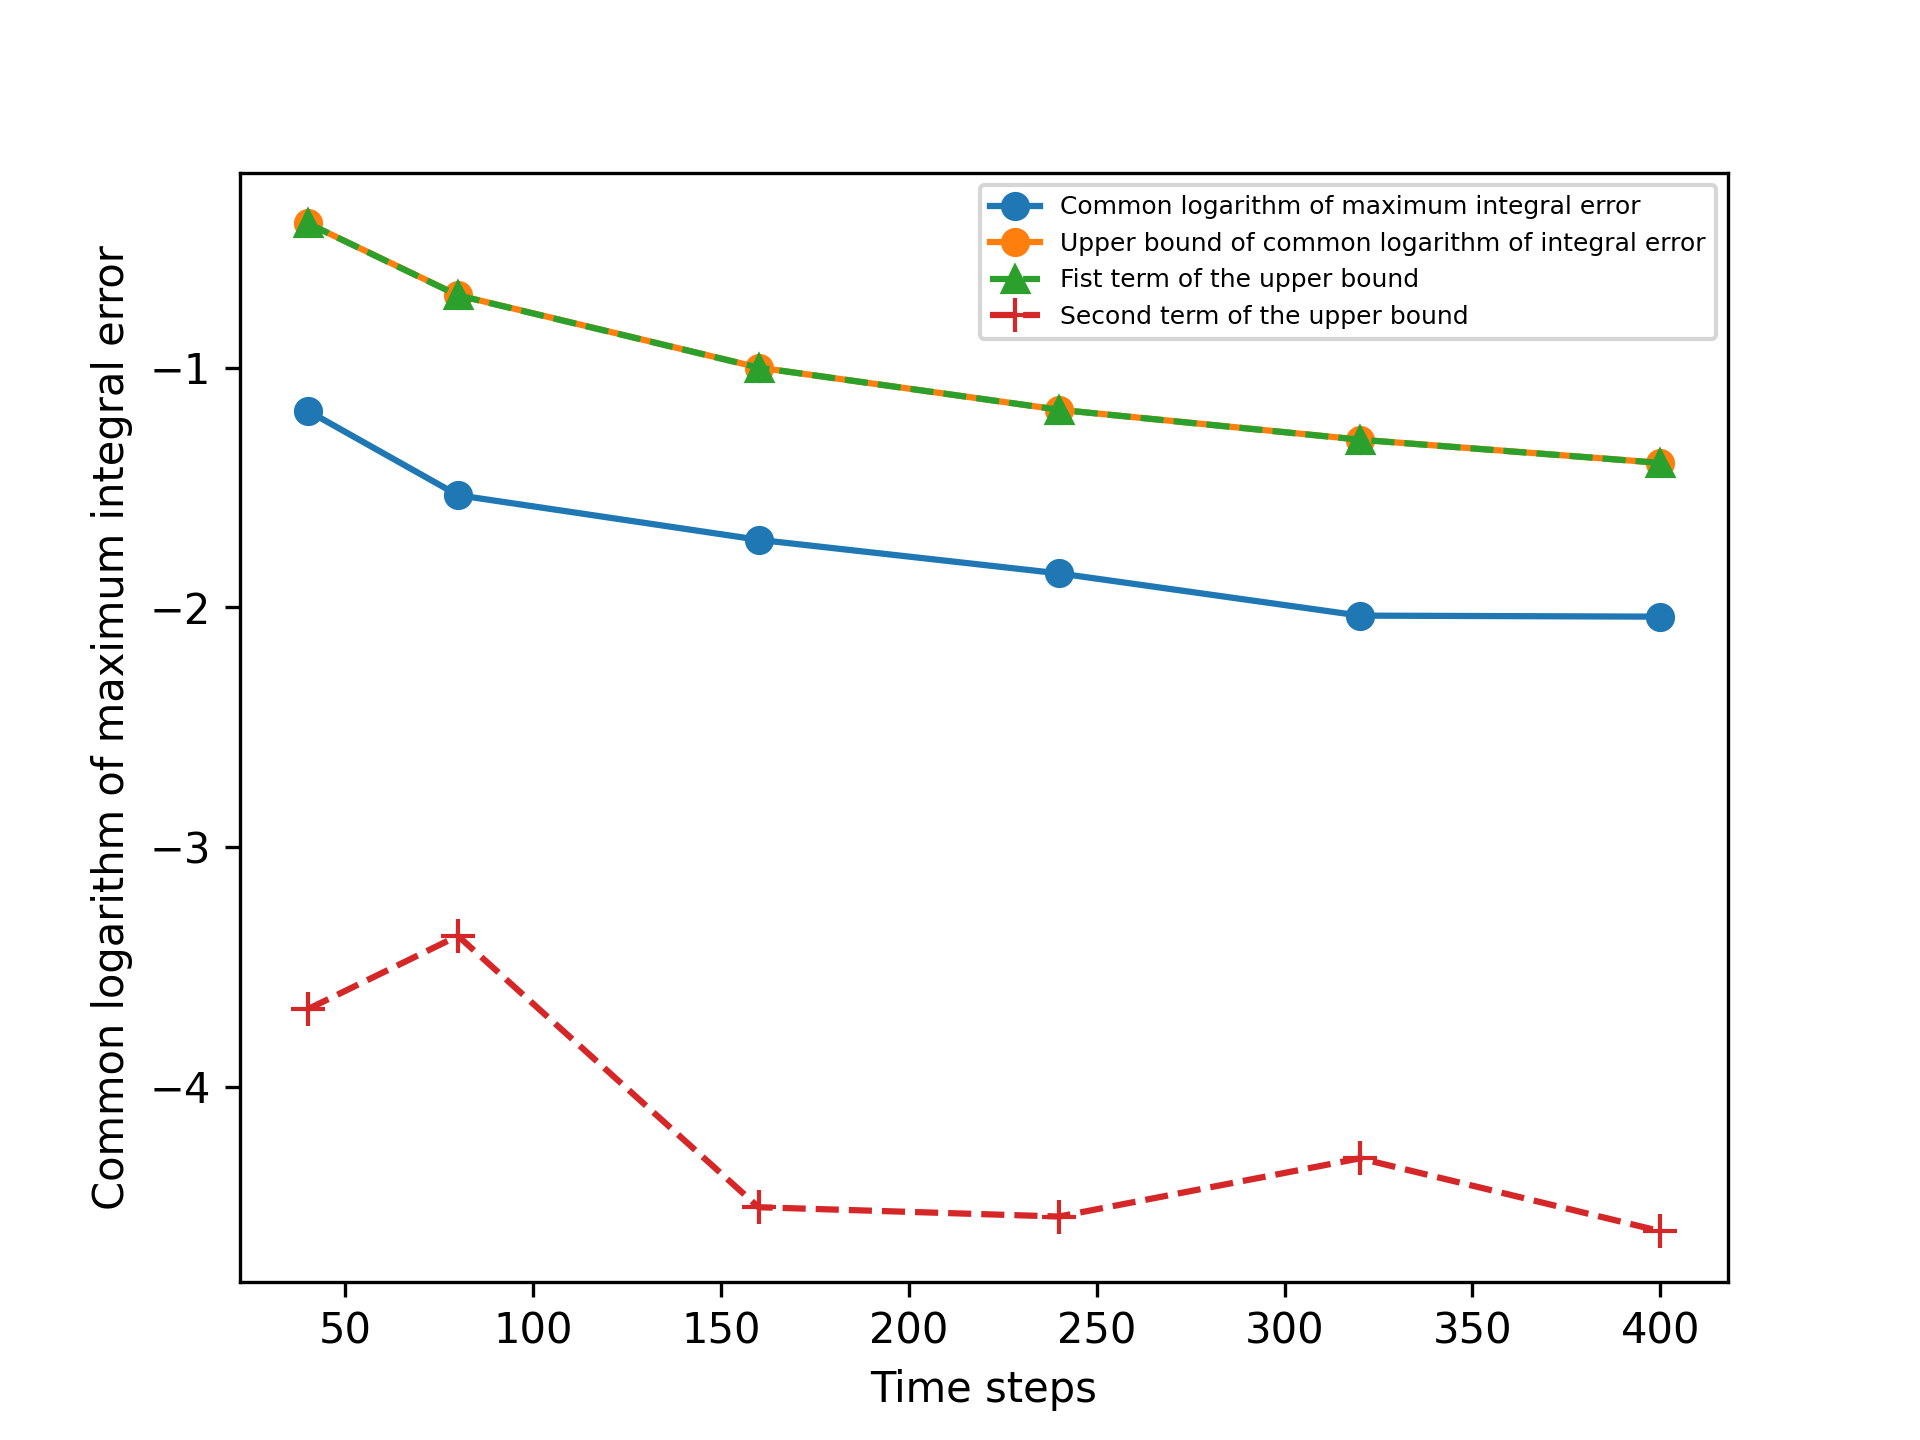 Common logarithm of maximum integral error
Upper bound of common logarithm of integral error
Fist term of the upper bound
Second term of the upper bound
Common logarithm of maximum integral error
−1
−2
−3
−4
50 100 150 200 250 300 350 400
Time steps